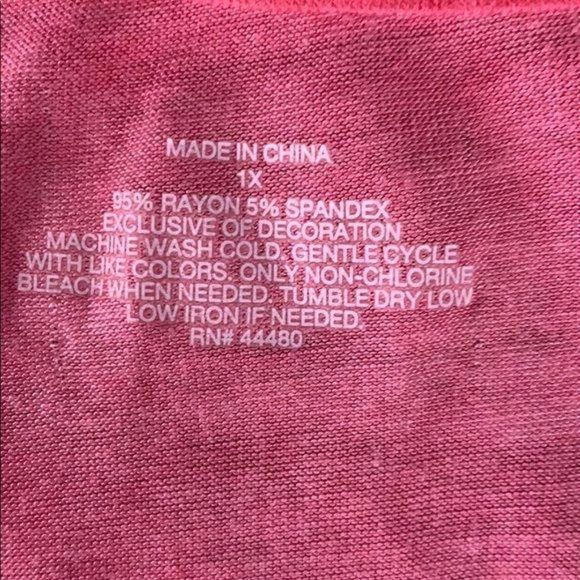 MADE IN CHINA
1X
95% RAYON 5% SPANDEX
EXCLUSIVE OF DECORATION
MACHINE WASH COLD. GENTLE CYCLE
WITH LIKE COLORS. ONLY NON-CHLORINE
BLEACH WHEN NEEDED. TUMBLE DRY LOW
LOW IRON IF NEEDED.
RN# 44480